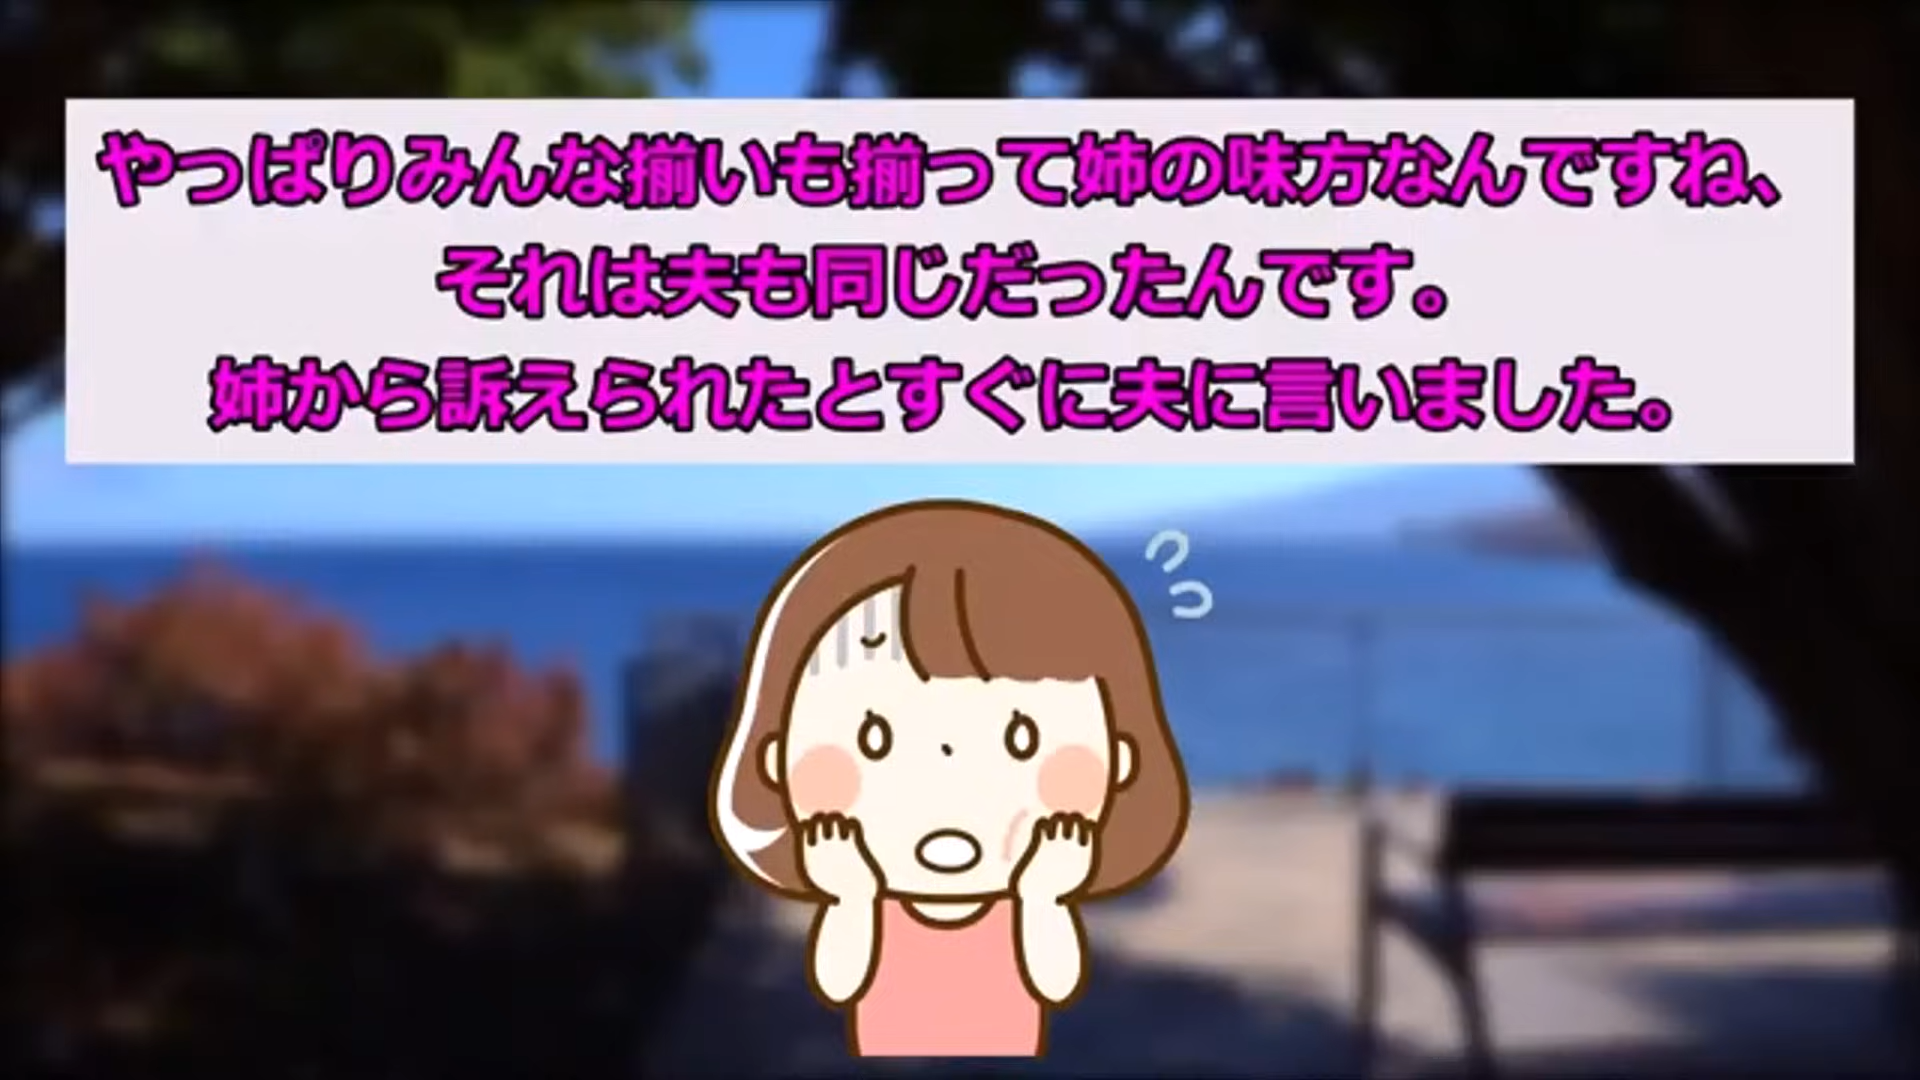 やっぱりみんな揃いも揃って姉の味方なんですね、
それは夫も同じだったんです。
姉から訴えられたとすぐに夫に言いました。